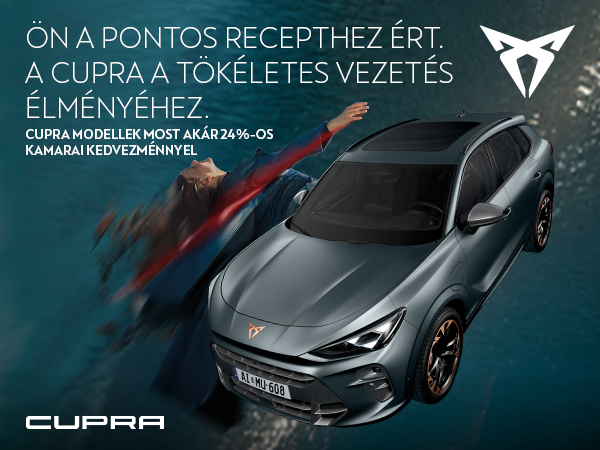 ÖN A PONTOS RECEPTHEZ ÉRT.
A CUPRA A TÖKÉLETES VEZETÉS
ÉLMÉNYÉHEZ.
CUPRA MODELLEK MOST AKÁR 24%-OS
KAMARAI KEDVEZMÉNNYEL
AI MU-608
CUPRA